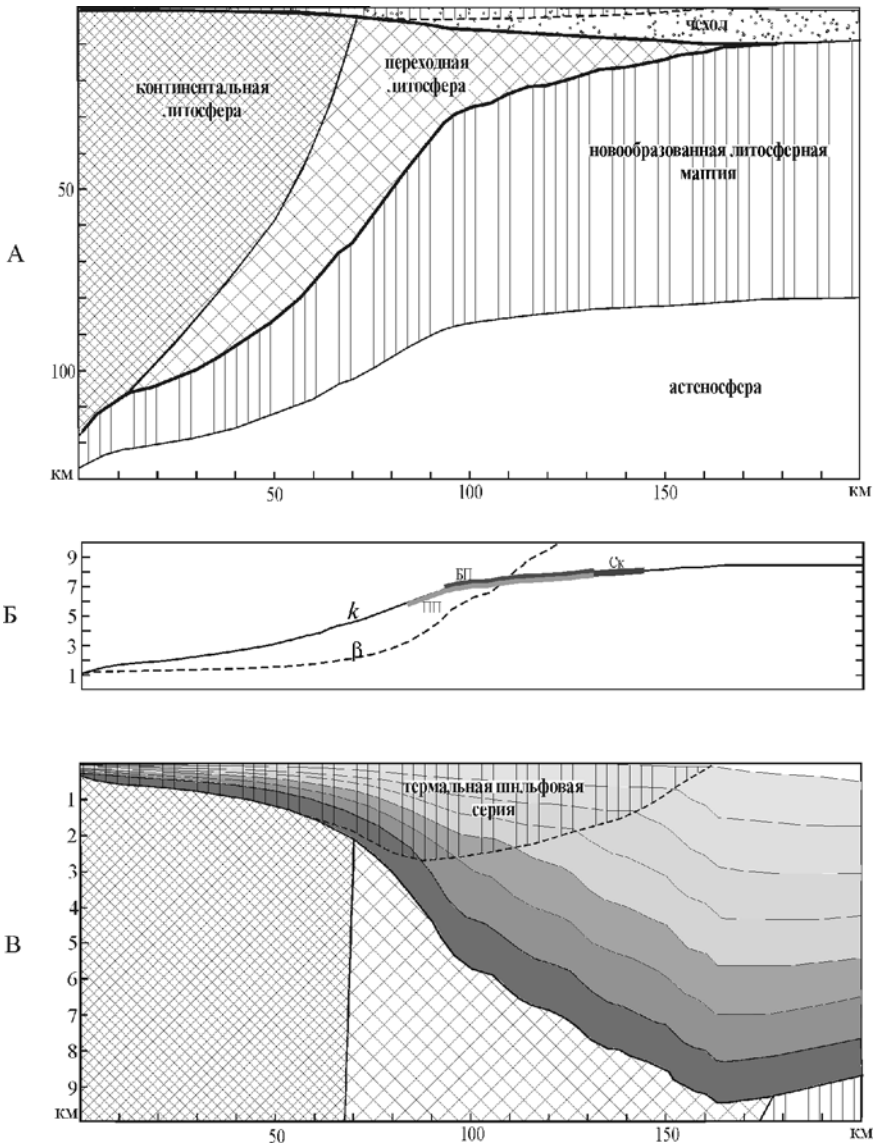 чехол
переходная
литосфера
континентальная
литосфера
новообразованная литосферная
мантия
50
А
100
астеносфера
км
50
100
150
км
9
7
5
3
1
БП
Ск
ПП
k
β
Б
термальная шнльфовая
серия
1
2
3
4
5
6
7
8
9
В
км
50
100
150
км